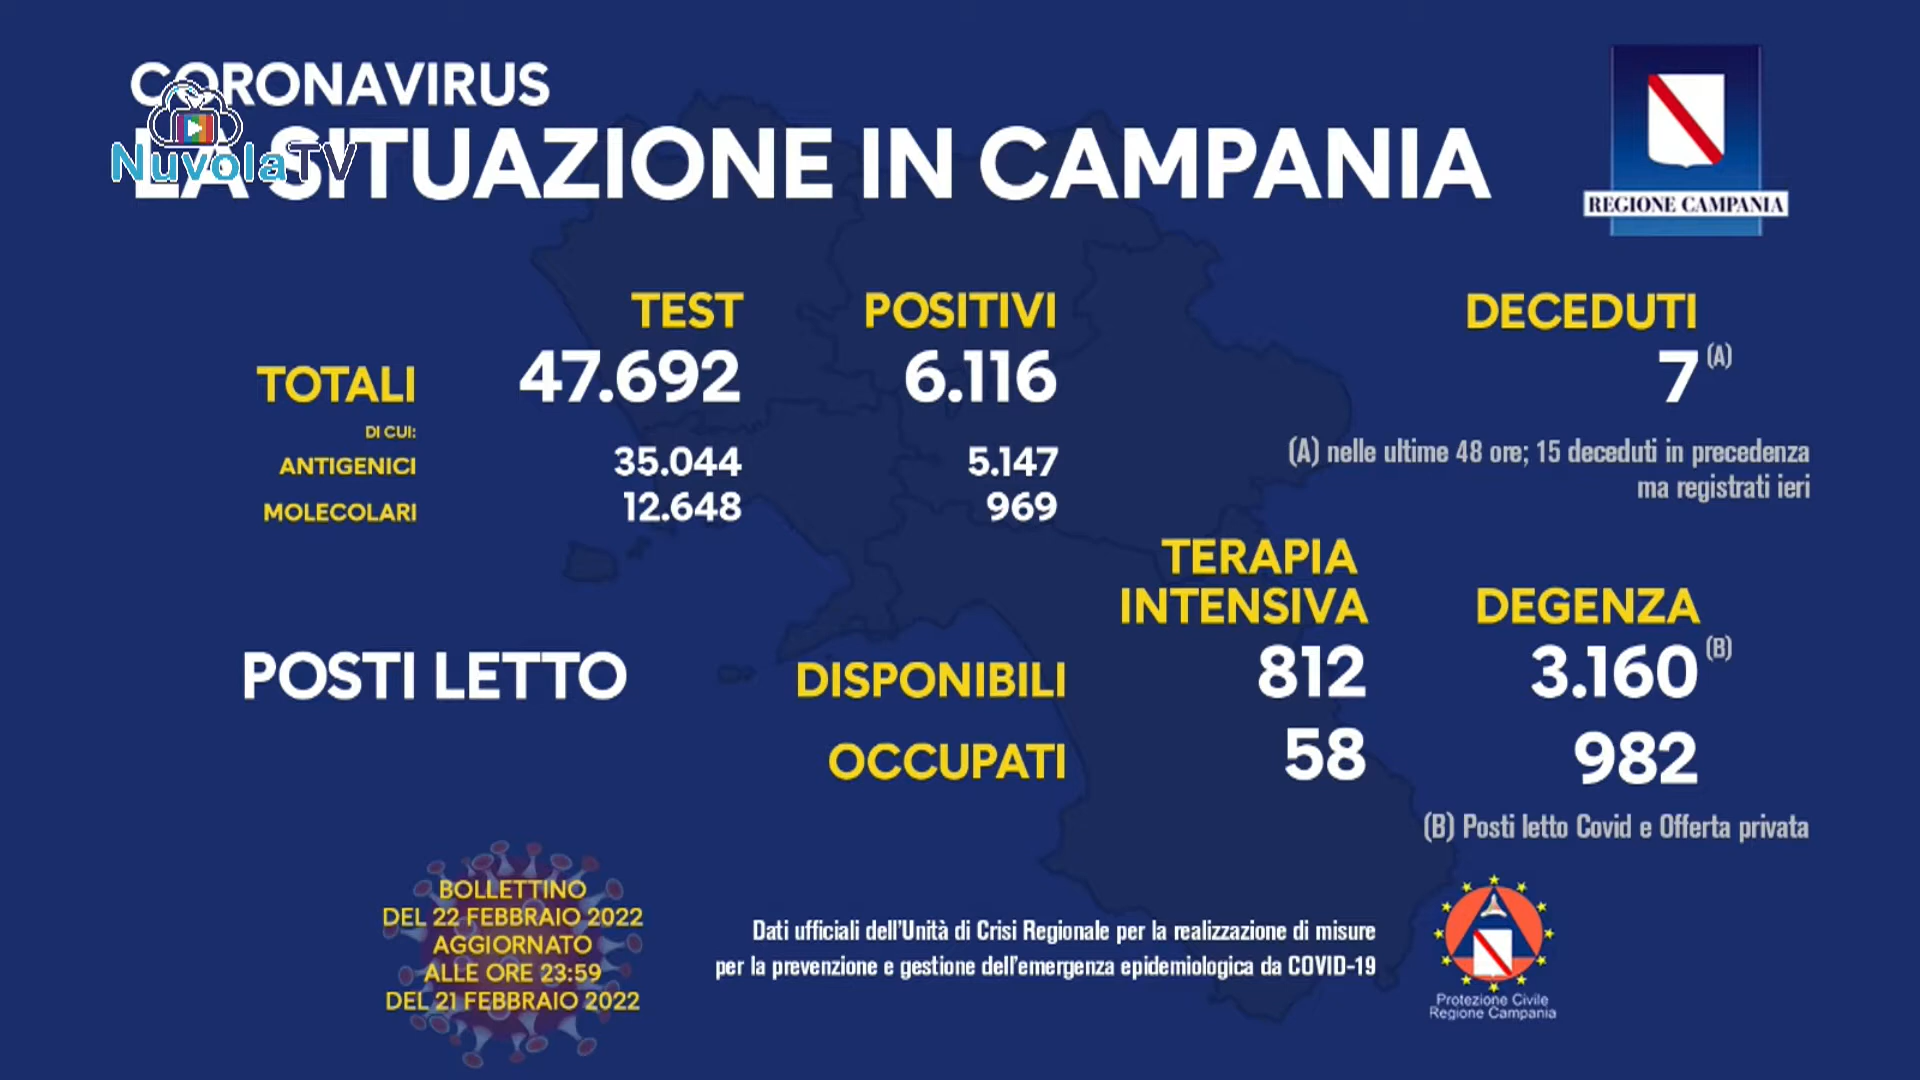 CORONAVIRUS
NuvolaTV
LA SITUAZIONE IN CAMPANIA
REGIONE CAMPANIA
TEST POSITIVI DECEDUTI
TOTALI 47.692 6.116 7 (A)
DI CUI:
ANTIGENICI 35.044 5.147
MOLECOLARI 12.648 969
(A) nelle ultime 48 ore; 15 deceduti in precedenza
ma registrati ieri
TERAPIA
INTENSIVA DEGENZA
POSTI LETTO DISPONIBILI 812 3.160 (B)
OCCUPATI 58 982
(B) Posti letto Covid e Offerta privata
BOLLETTINO
DEL 22 FEBBRAIO 2022
AGGIORNATO
ALLE ORE 23:59
DEL 21 FEBBRAIO 2022
Dati ufficiali dell'Unità di Crisi Regionale per la realizzazione di misure
per la prevenzione e gestione dell'emergenza epidemiologica da COVID-19
Protezione Civile
Regione Campania